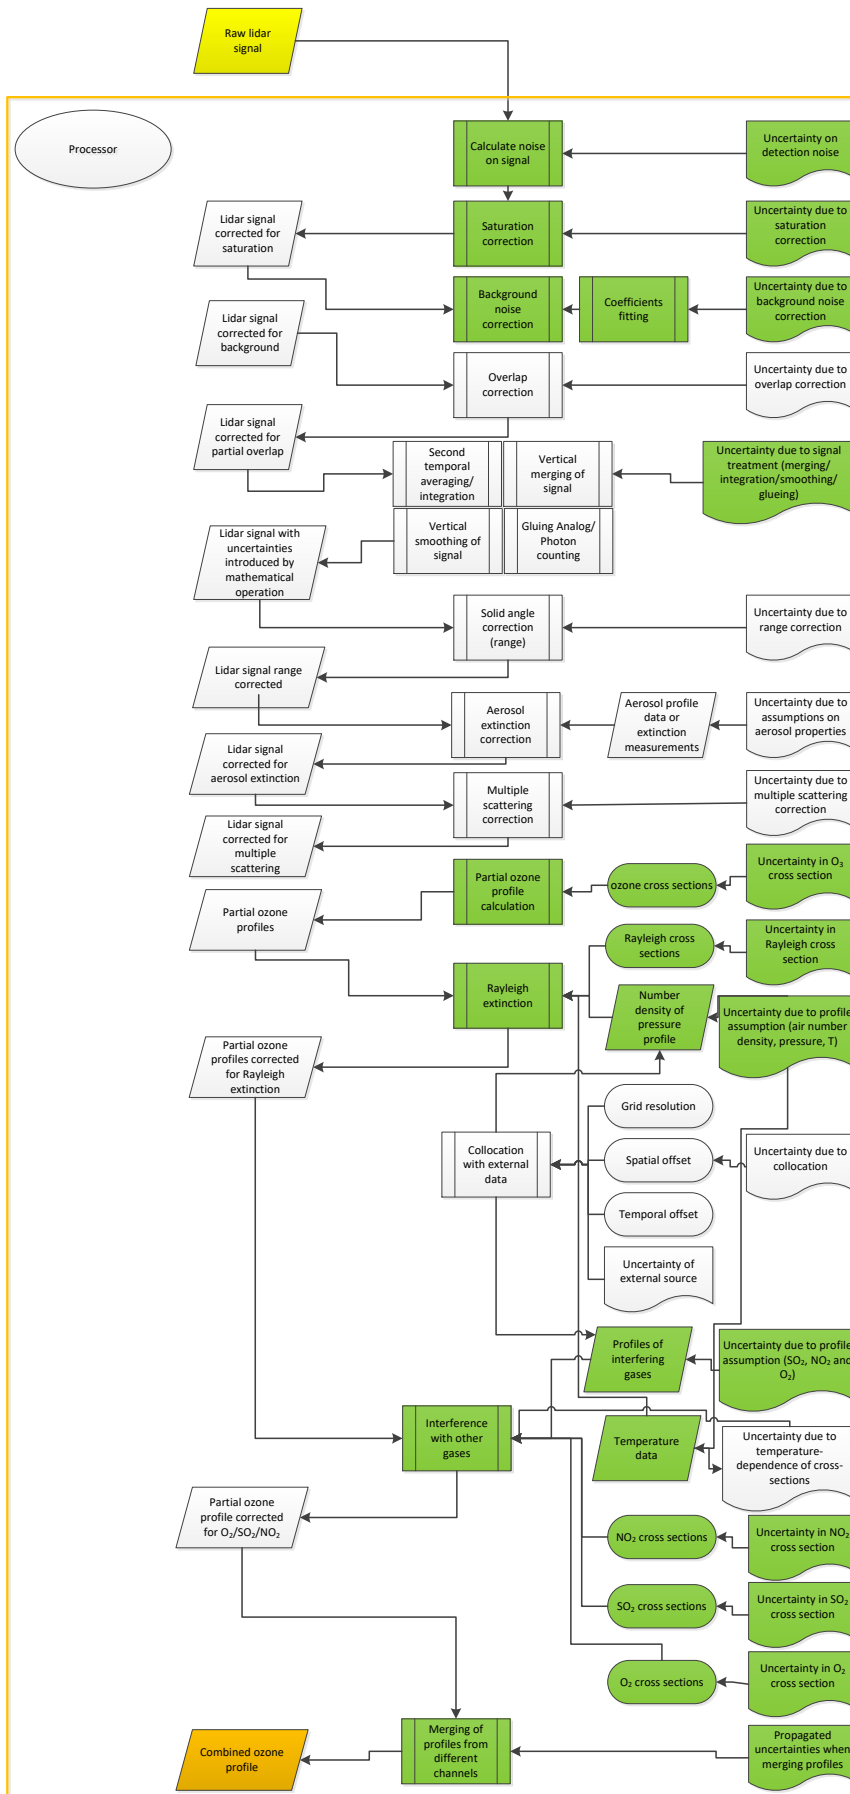 Raw lidar
signal
Processor
Calculate noise
on signal
Uncertainty on
detection noise
Lidar signal
corrected for
saturation
Saturation
correction
Uncertainty due to
saturation
correction
Background
noise
correction
Coefficients
fitting
Uncertainty due to
background noise
correction
Lidar signal
corrected for
background
Overlap
correction
Uncertainty due to
overlap correction
Lidar signal
corrected for
partial overlap
Second
temporal
averaging/
integration
Vertical
merging of
signal
Uncertainty due to signal
treatment (merging/
integration/smoothing/
glueing)
Vertical
smoothing of
signal
Gluing Analog/
Photon
counting
Lidar signal with
uncertainties
introduced by
mathematical
operation
Solid angle
correction
(range)
Uncertainty due to
range correction
Lidar signal range
corrected
Aerosol
extinction
correction
Aerosol profile
data or
extinction
measurements
Uncertainty due to
assumptions on
aerosol properties
Lidar signal
corrected for
aerosol extinction
Multiple
scattering
correction
Uncertainty due to
multiple scattering
correction
Lidar signal
corrected for
multiple
scattering
Partial ozone
profile
calculation
ozone cross sections
Uncertainty in O₃
cross section
Partial ozone
profiles
Rayleigh cross
sections
Uncertainty in
Rayleigh cross
section
Rayleigh
extinction
Number
density of
pressure
profile
Uncertainty due to profile
assumption (air number
density, pressure, T)
Partial ozone
profiles corrected
for Rayleigh
extinction
Grid resolution
Collocation
with external
data
Spatial offset
Uncertainty due to
collocation
Temporal offset
Uncertainty of
external source
Profiles of
interfering
gases
Uncertainty due to profile
assumption (SO₂, NO₂ and
O₂)
Interference
with other
gases
Temperature
data
Uncertainty due to
temperature-
dependence of cross-
sections
Partial ozone
profile corrected
for O₂/SO₂/NO₂
NO₂ cross sections
Uncertainty in NO₂
cross section
SO₂ cross sections
Uncertainty in SO₂
cross section
O₂ cross sections
Uncertainty in O₂
cross section
Combined ozone
profile
Merging of
profiles from
different
channels
Propagated
uncertainties when
merging profiles